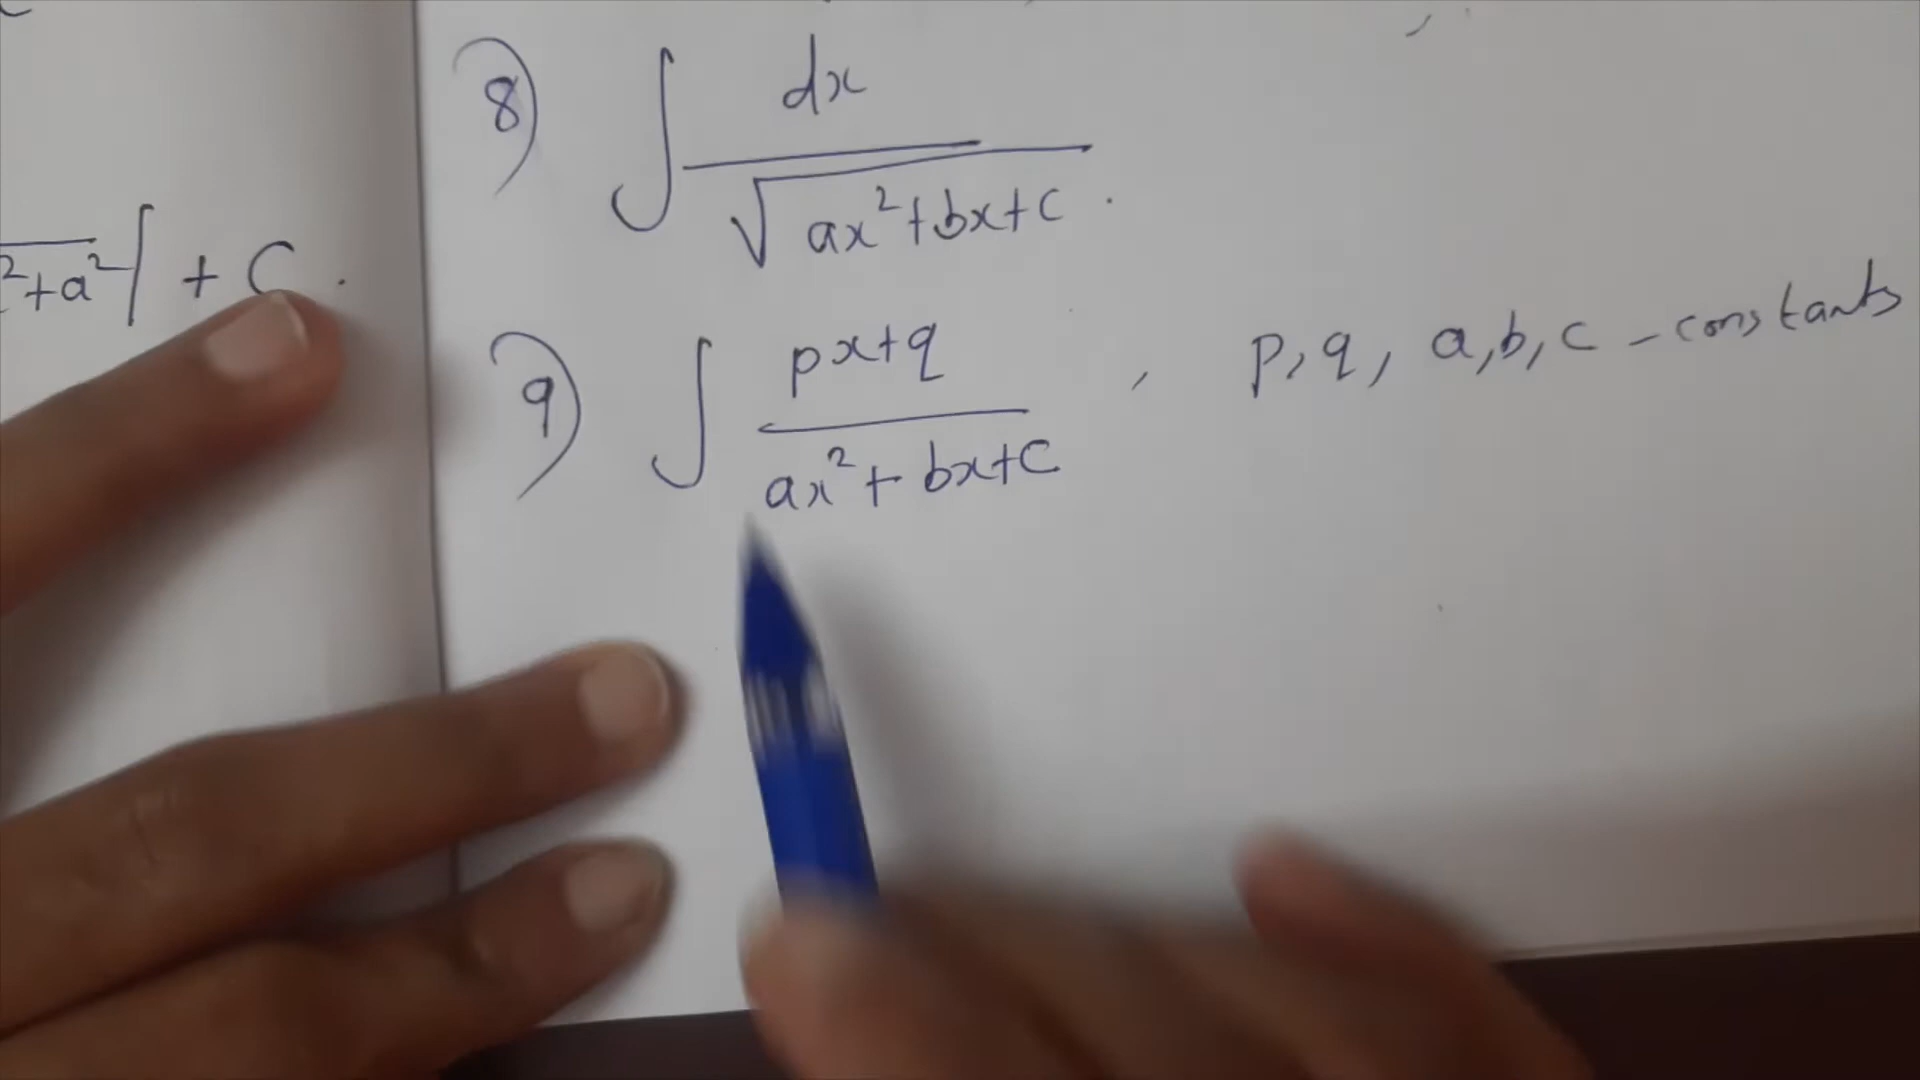 ²+a²| + C.
8) ∫ dx / √(ax²+bx+c).
9) ∫ (px+q) / (ax²+bx+c) , p, q, a, b, c – constants